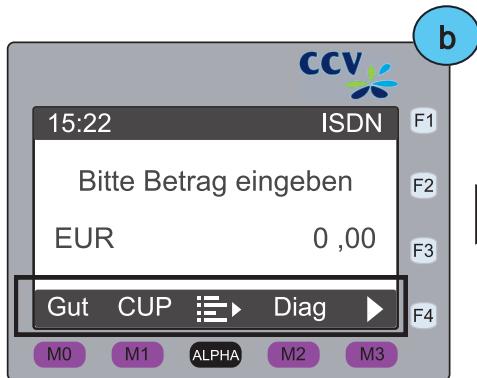 b
CCV
15:22 ISDN F1
Bitte Betrag eingeben F2
EUR 0 ,00 F3
Gut CUP Diag F4
M0 M1 ALPHA M2 M3